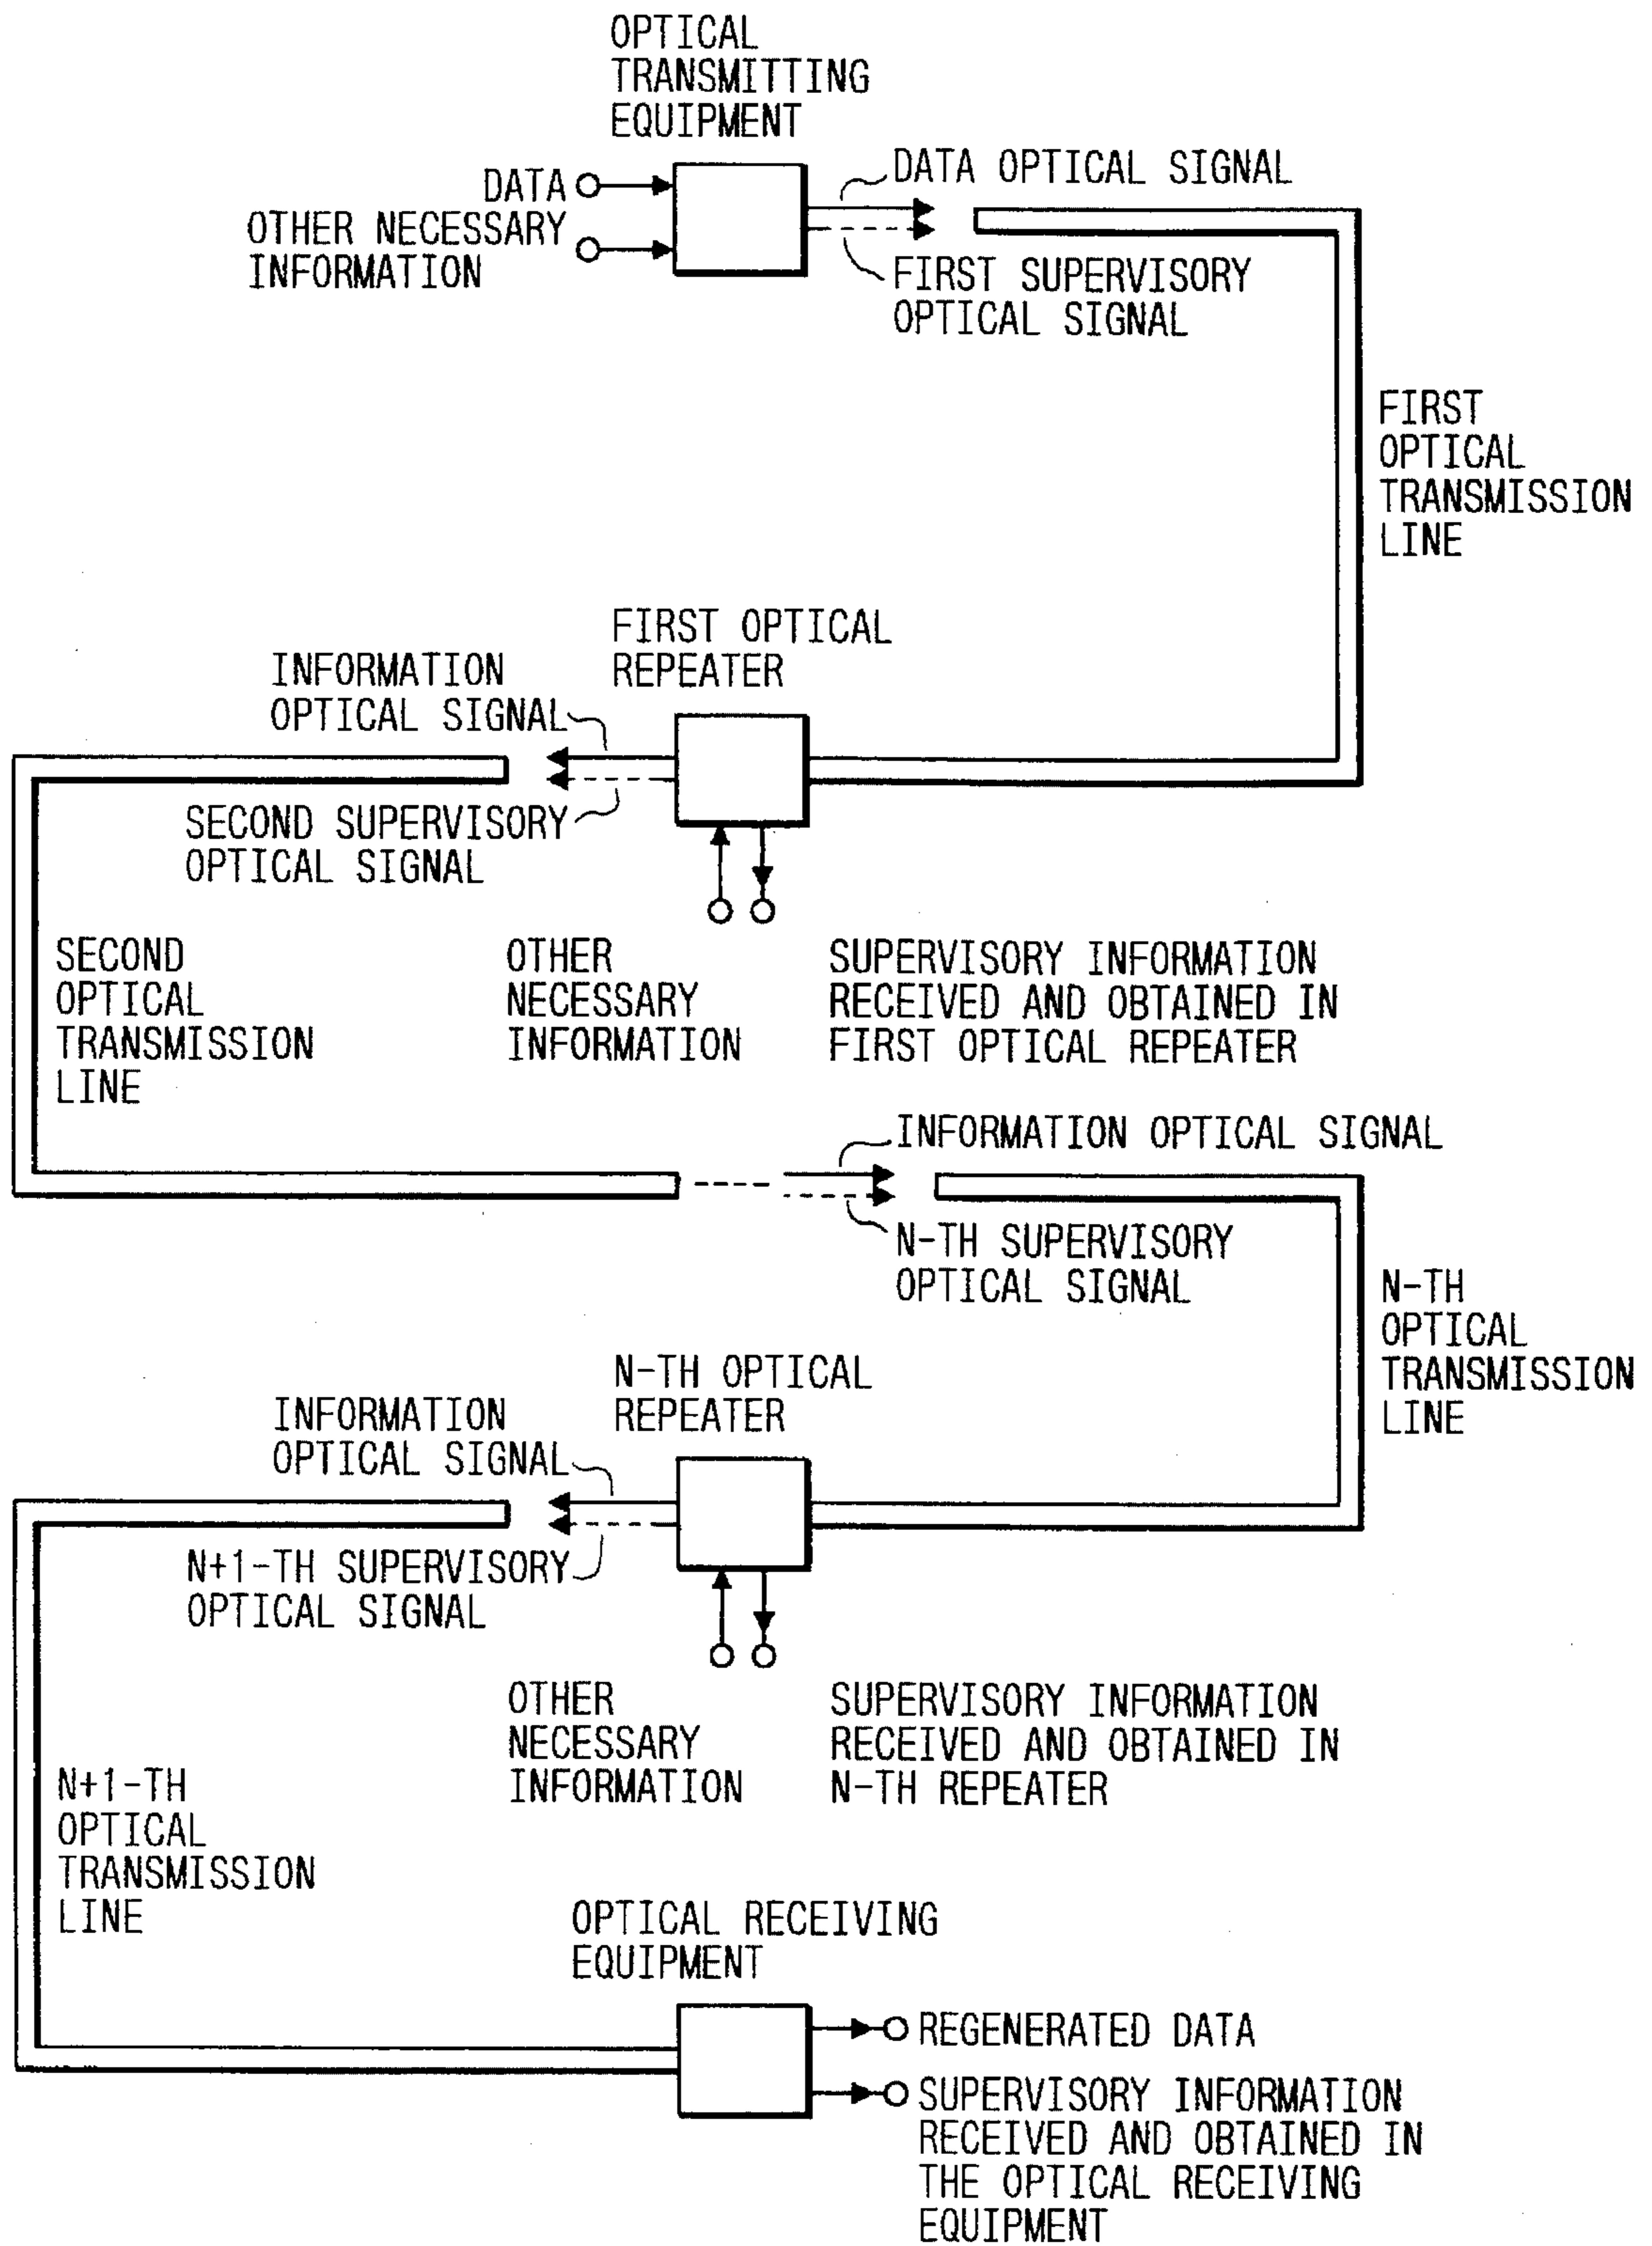 OPTICAL
TRANSMITTING
EQUIPMENT
DATA
OTHER NECESSARY
INFORMATION
DATA OPTICAL SIGNAL
FIRST SUPERVISORY
OPTICAL SIGNAL
FIRST
OPTICAL
TRANSMISSION
LINE
FIRST OPTICAL
REPEATER
INFORMATION
OPTICAL SIGNAL
SECOND SUPERVISORY
OPTICAL SIGNAL
SECOND
OPTICAL
TRANSMISSION
LINE
OTHER
NECESSARY
INFORMATION
SUPERVISORY INFORMATION
RECEIVED AND OBTAINED IN
FIRST OPTICAL REPEATER
INFORMATION OPTICAL SIGNAL
N-TH SUPERVISORY
OPTICAL SIGNAL
N-TH
OPTICAL
TRANSMISSION
LINE
N-TH OPTICAL
REPEATER
INFORMATION
OPTICAL SIGNAL
N+1-TH SUPERVISORY
OPTICAL SIGNAL
OTHER
NECESSARY
INFORMATION
SUPERVISORY INFORMATION
RECEIVED AND OBTAINED IN
N-TH REPEATER
N+1-TH
OPTICAL
TRANSMISSION
LINE
OPTICAL RECEIVING
EQUIPMENT
REGENERATED DATA
SUPERVISORY INFORMATION
RECEIVED AND OBTAINED IN
THE OPTICAL RECEIVING
EQUIPMENT